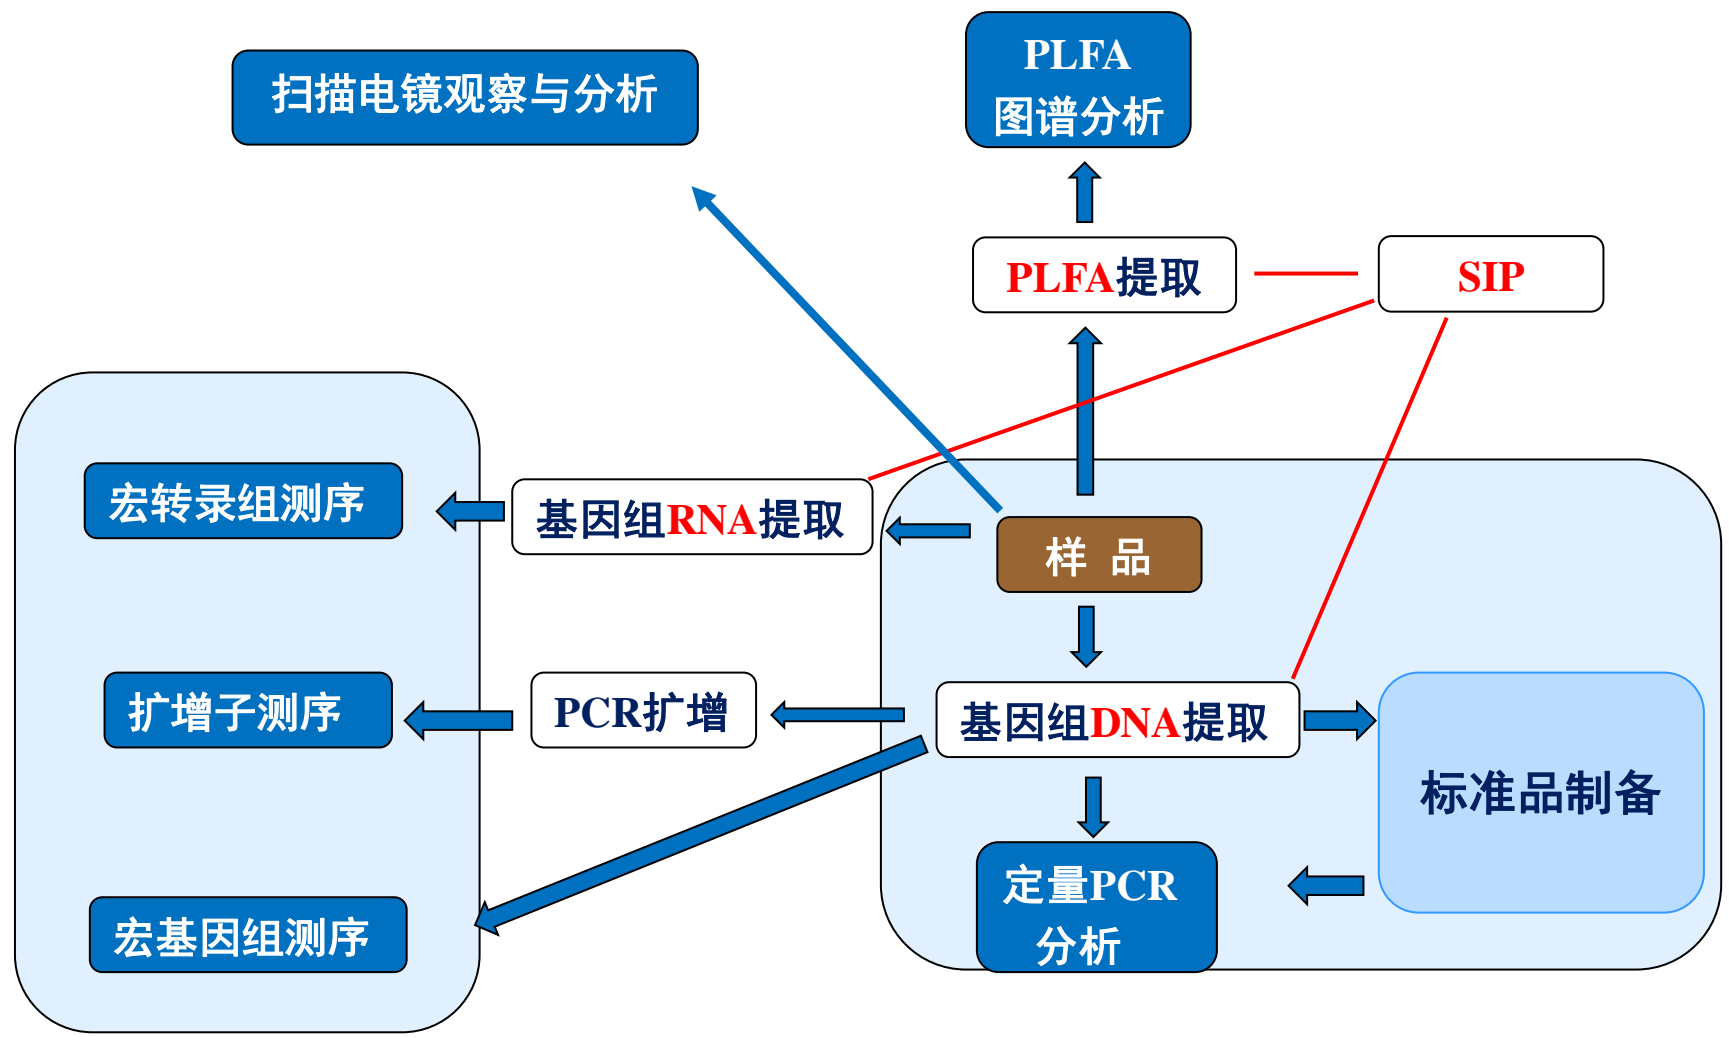 PLFA
图谱分析
扫描电镜观察与分析
PLFA提取
SIP
宏转录组测序
基因组RNA提取
样 品
扩增子测序
PCR扩增
基因组DNA提取
标准品制备
定量PCR
分析
宏基因组测序